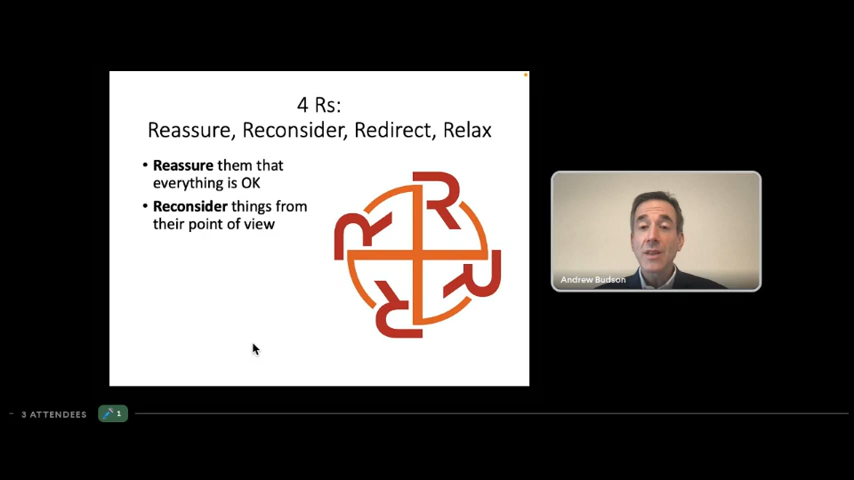 4 Rs:
Reassure, Reconsider, Redirect, Relax
• Reassure them that
everything is OK
• Reconsider things from
their point of view
R
R
R
R
Andrew Budson
3 ATTENDEES
1